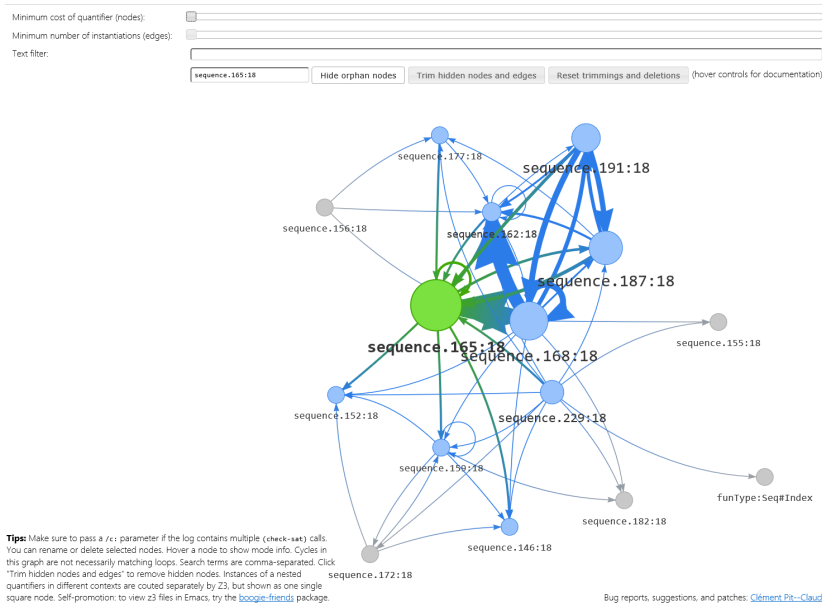 Minimum cost of quantifier (nodes):
Minimum number of instantiations (edges):
Text filter:
sequence.165:18 Hide orphan nodes Trim hidden nodes and edges Reset trimmings and deletions (hover controls for documentation)
sequence.177:18
sequence.191:18
sequence.156:18
sequence.162:18
sequence.187:18
sequence.165:18
sequence.168:18
sequence.155:18
sequence.152:18
sequence.229:18
sequence.159:18
funType:Seq#Index
sequence.182:18
sequence.146:18
sequence.172:18
Tips: Make sure to pass a /c: parameter if the log contains multiple (check-sat) calls.
You can rename or delete selected nodes. Hover a node to show mode info. Cycles in
this graph are not necessarily matching loops. Search terms are comma-separated. Click
"Trim hidden nodes and edges" to remove hidden nodes. Instances of a nested
quantifiers in different contexts are couted separately by Z3, but shown as one single
square node. Self-promotion: to view z3 files in Emacs, try the boogie-friends package.
Bug reports, suggestions, and patches: Clément Pit--Claud